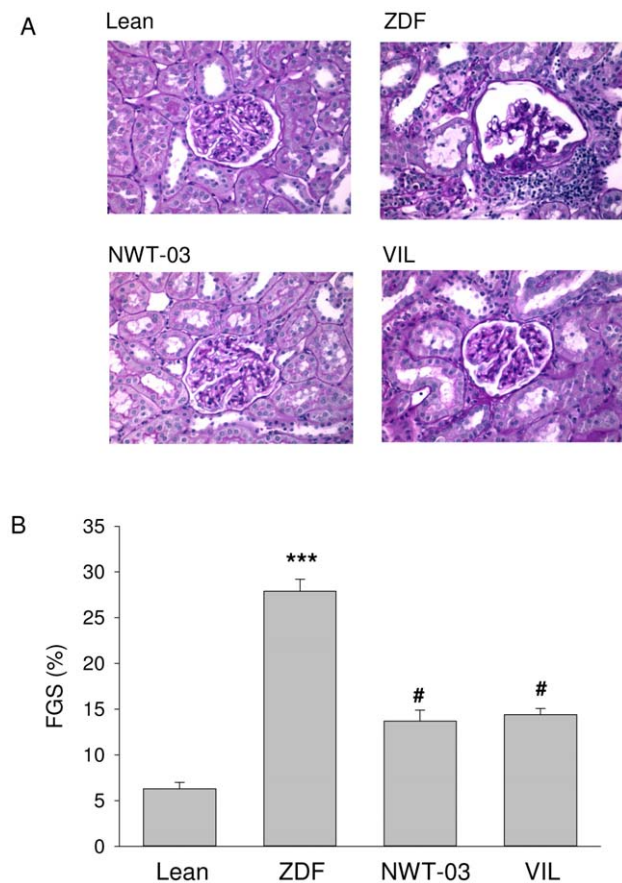 A
Lean
ZDF
NWT-03
VIL
B
FGS (%)
35
30
25
20
15
10
5
0
***
#
#
Lean
ZDF
NWT-03
VIL